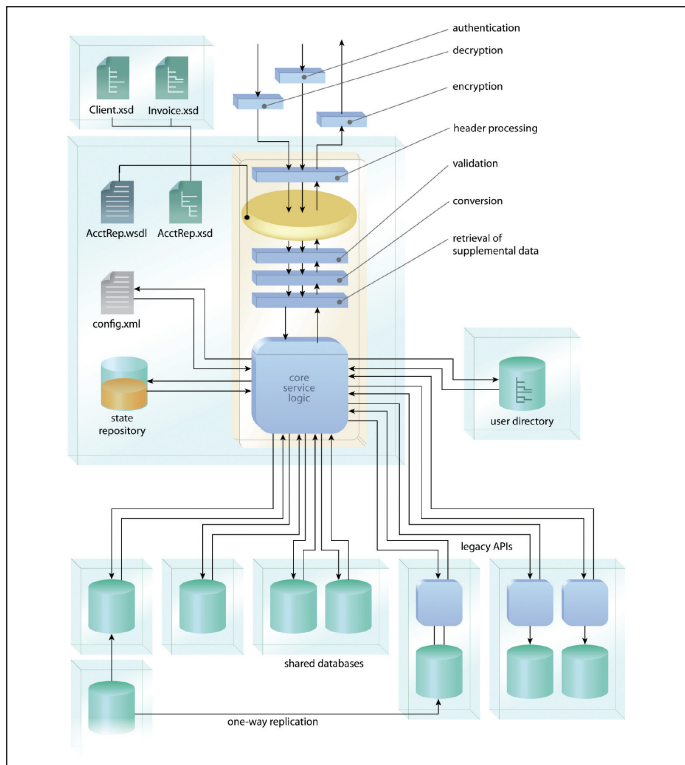 authentication
decryption
encryption
header processing
validation
conversion
retrieval of
supplemental data
Client.xsd
Invoice.xsd
AcctRep.wsdl
AcctRep.xsd
config.xml
state
repository
core
service
logic
user directory
legacy APIs
shared databases
one-way replication